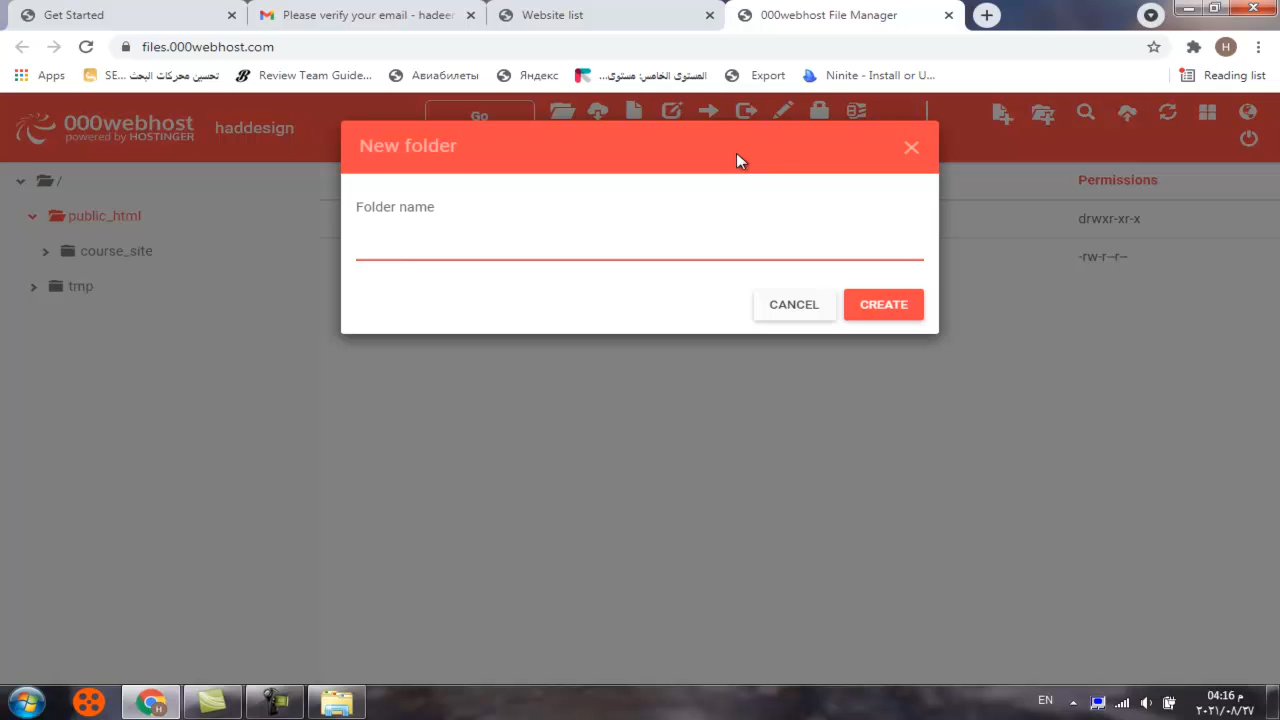 Get Started
Please verify your email - hadeer
Website list
000webhost File Manager
files.000webhost.com
H
Apps
SE... تحسين محركات البحث
Review Team Guide...
Авиабилеты
Яндекс
المستوى الخامس: مستوى...
Export
Ninite - Install or U...
Reading list
000webhost
powered by HOSTINGER
haddesign
Go
New folder
/
Permissions
Folder name
public_html
drwxr-xr-x
course_site
-rw-r--r--
tmp
CANCEL
CREATE
EN
04:16 م
٢٠٢١/٠٨/٢٧